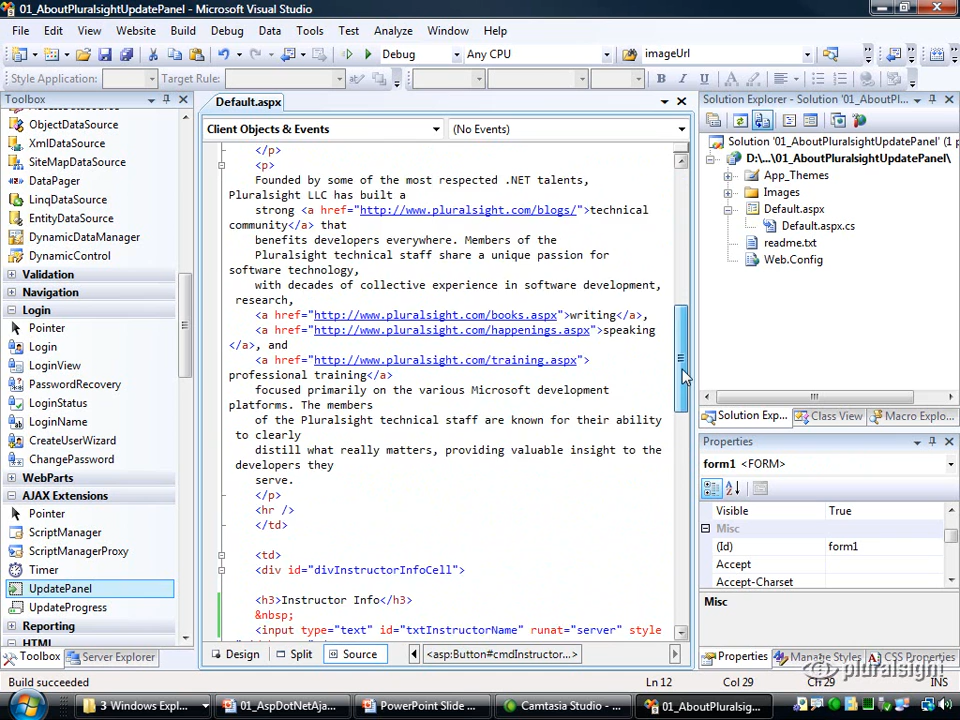 01_AboutPluralsightUpdatePanel - Microsoft Visual Studio
File Edit View Website Build Debug Data Tools Test Analyze Window Help
Debug Any CPU imageUrl
Style Application: Target Rule:
Toolbox
ObjectDataSource
XmlDataSource
SiteMapDataSource
DataPager
LinqDataSource
EntityDataSource
DynamicDataManager
DynamicControl
Validation
Navigation
Login
Pointer
Login
LoginView
PasswordRecovery
LoginStatus
LoginName
CreateUserWizard
ChangePassword
WebParts
AJAX Extensions
Pointer
ScriptManager
ScriptManagerProxy
Timer
UpdatePanel
UpdateProgress
Reporting
HTML
Toolbox Server Explorer
Default.aspx
Client Objects & Events (No Events)
</p>
<p>
Founded by some of the most respected .NET talents,
Pluralsight LLC has built a
strong <a href="http://www.pluralsight.com/blogs/">technical
community</a> that
benefits developers everywhere. Members of the
Pluralsight technical staff share a unique passion for
software technology,
with decades of collective experience in software development,
research,
<a href="http://www.pluralsight.com/books.aspx">writing</a>,
<a href="http://www.pluralsight.com/happenings.aspx">speaking
</a>, and
<a href="http://www.pluralsight.com/training.aspx">
professional training</a>
focused primarily on the various Microsoft development
platforms. The members
of the Pluralsight technical staff are known for their ability
to clearly
distill what really matters, providing valuable insight to the
developers they
serve.
</p>
<hr />
</td>
<td>
<div id="divInstructorInfoCell">
<h3>Instructor Info</h3>
&nbsp;
<input type="text" id="txtInstructorName" runat="server" style
Design Split Source <asp:Button#cmdInstructor...>
Solution Explorer - Solution '01_AboutPl...
Solution '01_AboutPluralsightUpdatePanel' (1 p
D:\...\01_AboutPluralsightUpdatePanel\
App_Themes
Images
Default.aspx
Default.aspx.cs
readme.txt
Web.Config
Solution Exp... Class View Macro Explo...
Properties
form1 <FORM>
Visible True
Misc
(Id) form1
Accept
Accept-Charset
Misc
Properties Manage Styles CSS Properties
pluralsight
Build succeeded Ln 12 Col 29 Ch 29 INS
3 Windows Expl... 01_AspDotNetAja... PowerPoint Slide ... Camtasia Studio - ... 01_AboutPluralsig...